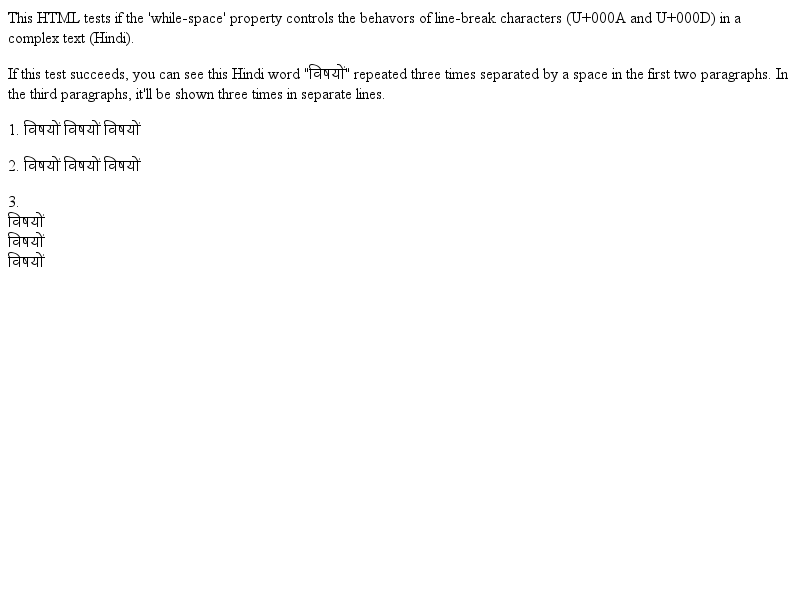 This HTML tests if the 'while-space' property controls the behavors of line-break characters (U+000A and U+000D) in a
complex text (Hindi).
If this test succeeds, you can see this Hindi word "विषयों" repeated three times separated by a space in the first two paragraphs. In
the third paragraphs, it'll be shown three times in separate lines.
1. विषयों विषयों विषयों
2. विषयों विषयों विषयों
3.
विषयों
विषयों
विषयों